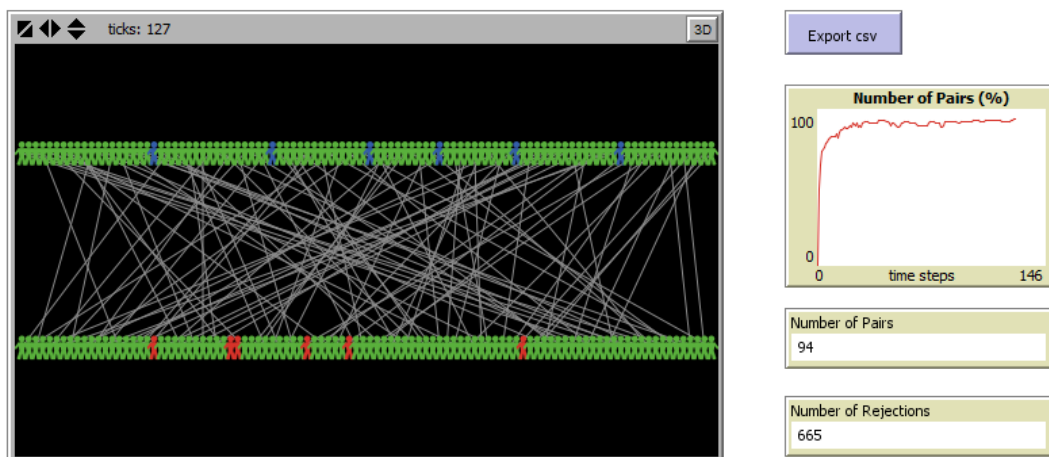 ticks: 127
3D
Export csv
Number of Pairs (%)
100
0
0 time steps 146
Number of Pairs
94
Number of Rejections
665